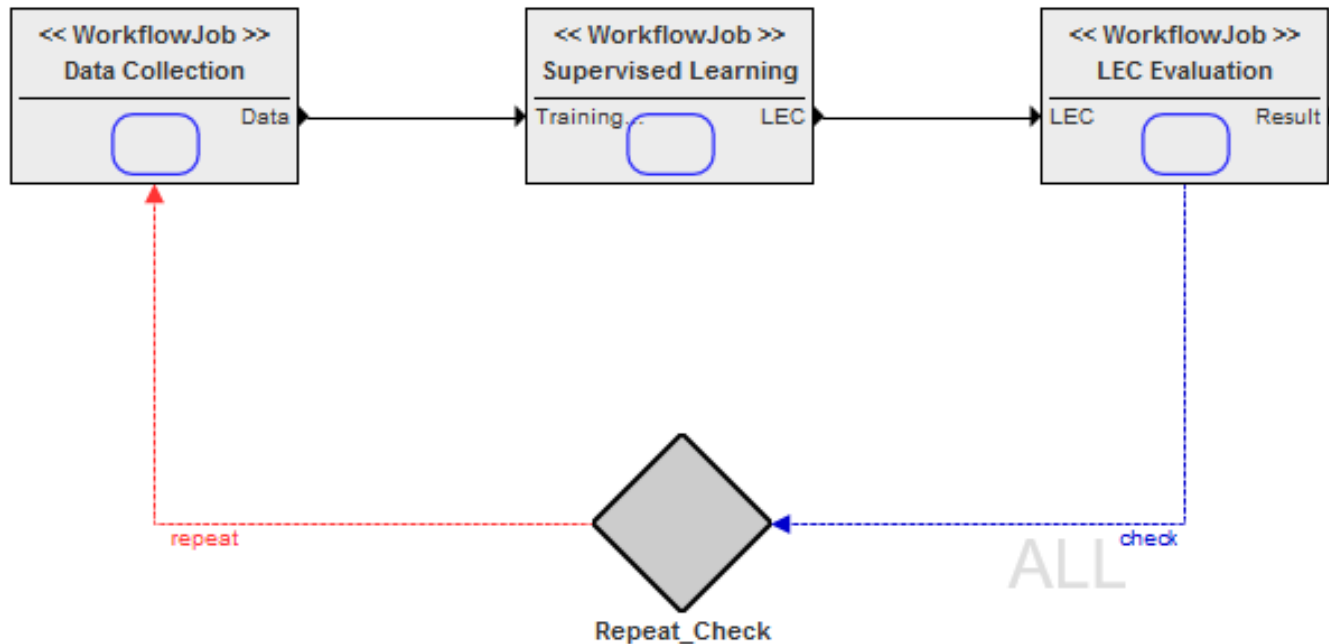 << WorkflowJob >>
Data Collection
Data
<< WorkflowJob >>
Supervised Learning
Training...
LEC
<< WorkflowJob >>
LEC Evaluation
LEC
Result
repeat
check
ALL
Repeat_Check